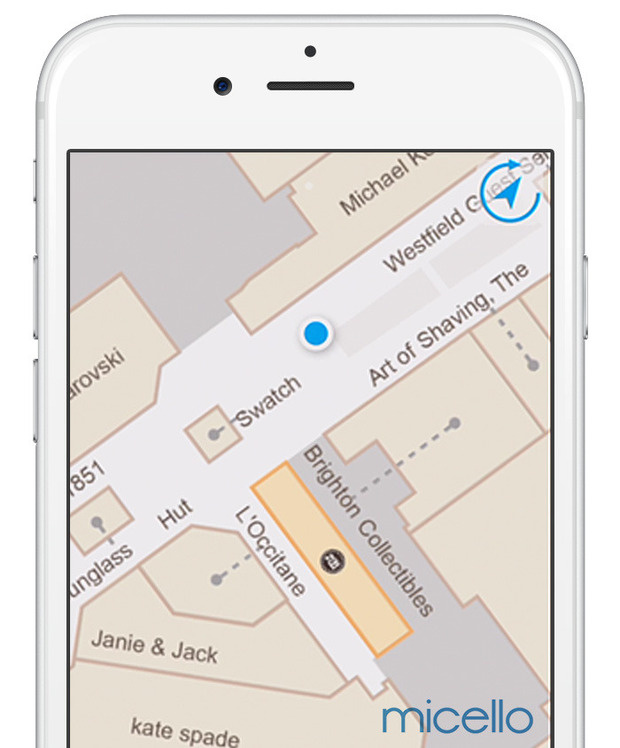 Michael K
Westfield Guest Se
Art of Shaving, The
arovski
Swatch
1851
Brighton Collectibles
Hut
L'Occitane
unglass
Janie & Jack
kate spade
micello